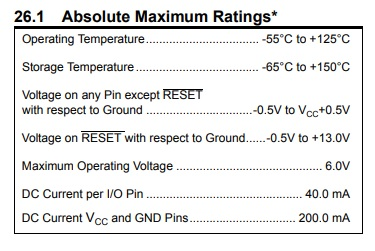 26.1 Absolute Maximum Ratings*
Operating Temperature.................................. -55°C to +125°C
Storage Temperature ..................................... -65°C to +150°C
Voltage on any Pin except RESET
with respect to Ground ................................-0.5V to VCC+0.5V
Voltage on RESET with respect to Ground......-0.5V to +13.0V
Maximum Operating Voltage ............................................ 6.0V
DC Current per I/O Pin ............................................... 40.0 mA
DC Current VCC and GND Pins................................ 200.0 mA